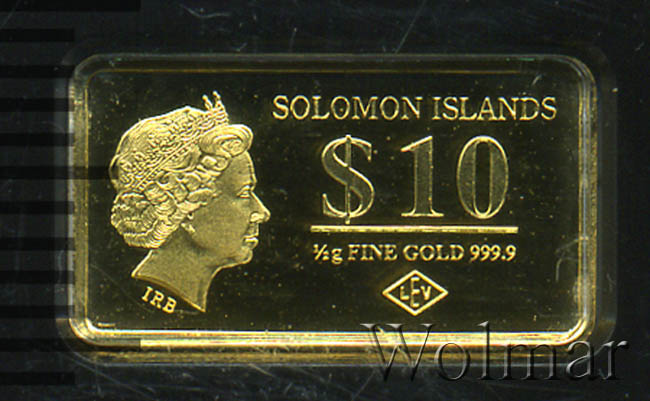 SOLOMON ISLANDS
$10
½g FINE GOLD 999.9
LEV
IRB
Wolmar